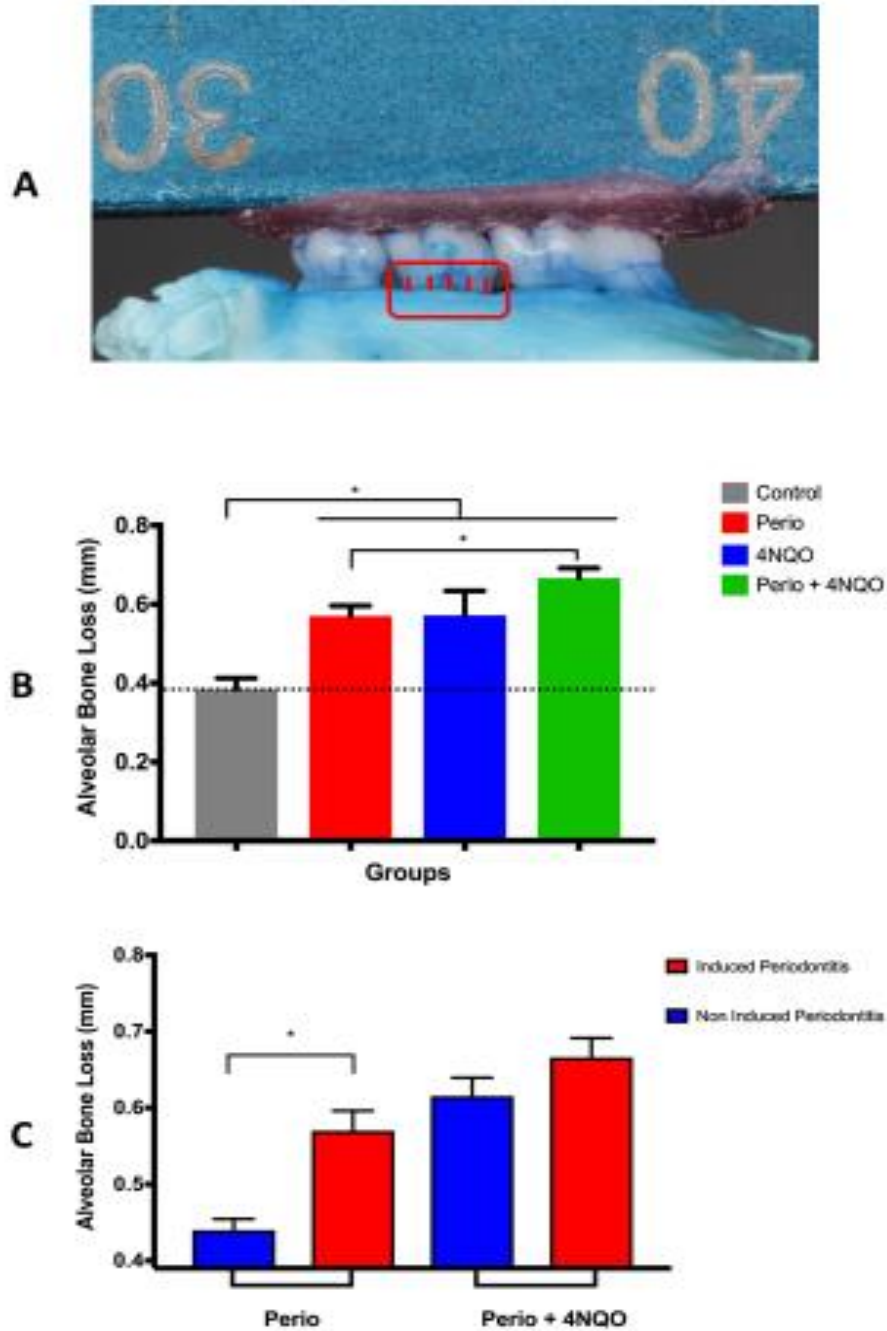 30
40
A
*
*
0.8
0.6
0.4
0.2
0.0
Alveolar Bone Loss (mm)
Groups
Control
Perio
4NQO
Perio + 4NQO
B
*
0.8
0.7
0.6
0.5
0.4
Alveolar Bone Loss (mm)
Perio
Perio + 4NQO
Induced Periodontitis
Non Induced Periodontitis
C